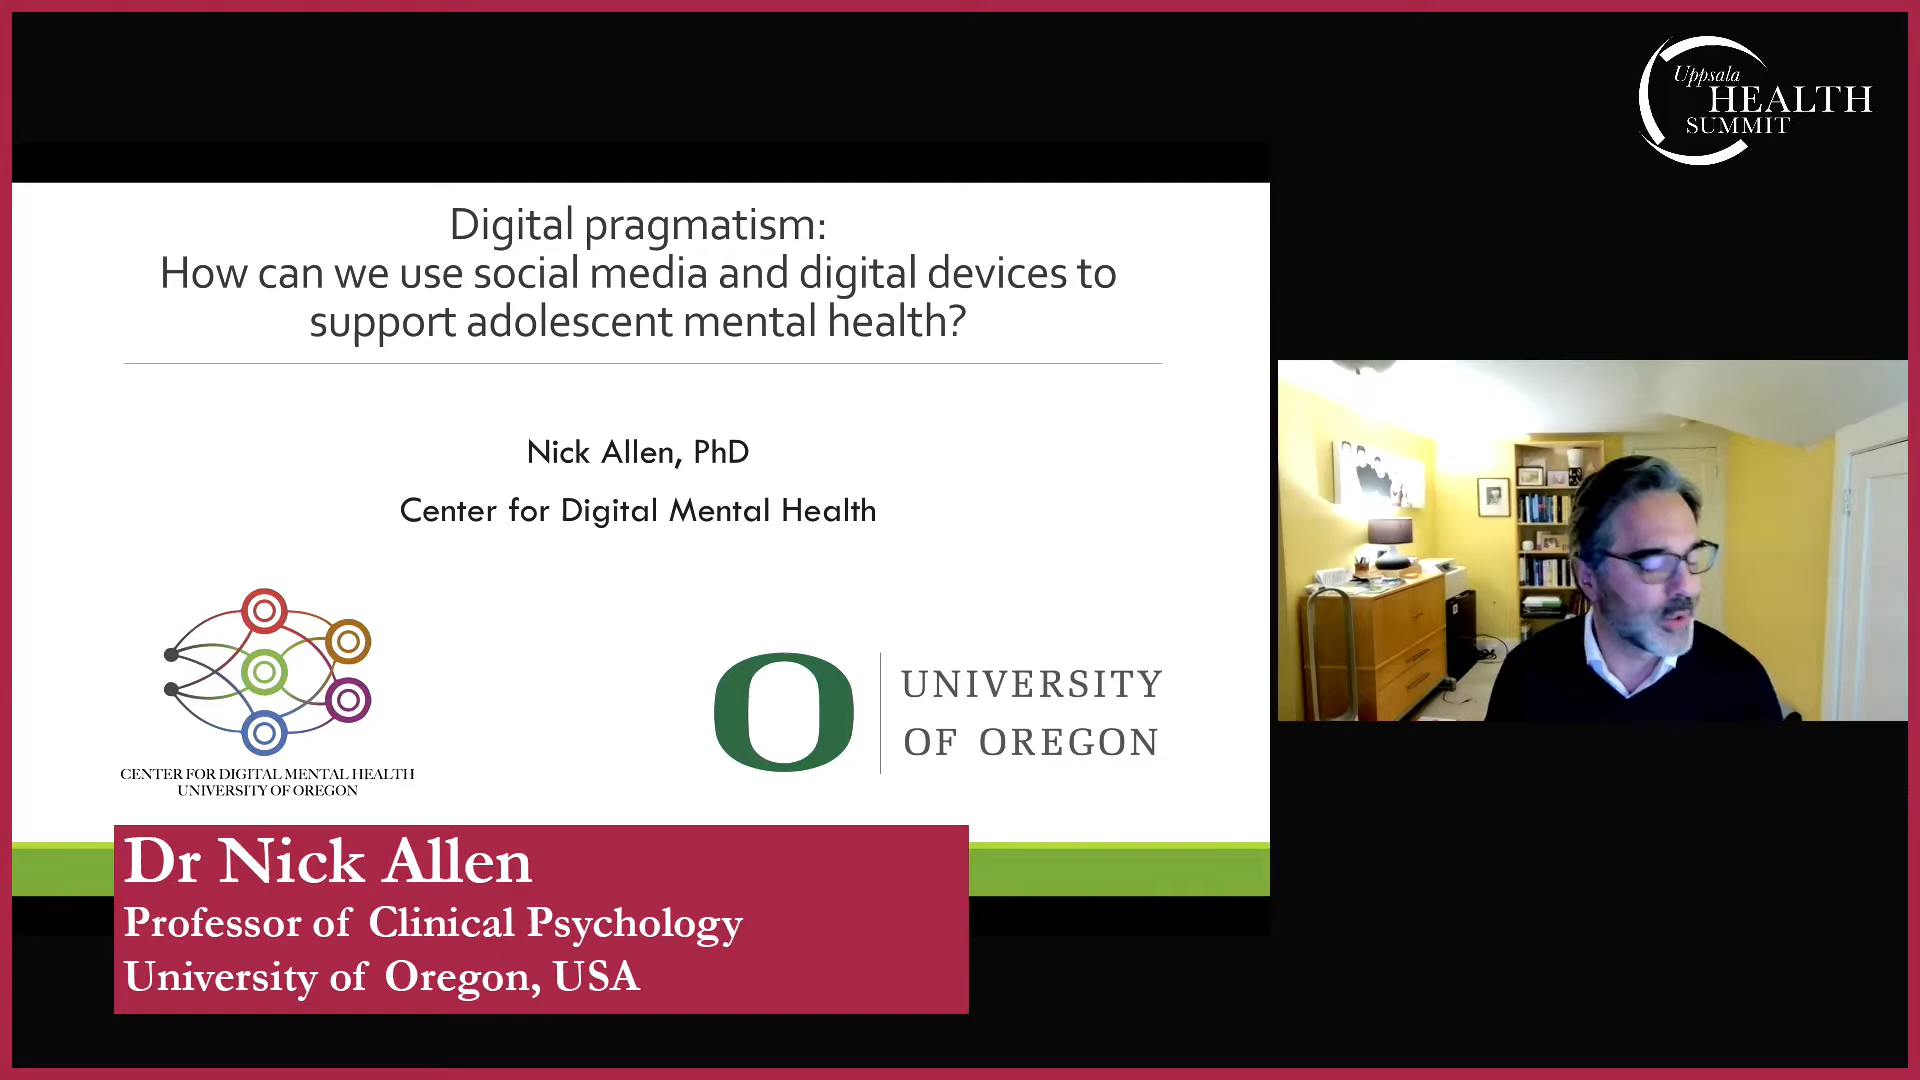 Uppsala
HEALTH
SUMMIT
Digital pragmatism:
How can we use social media and digital devices to
support adolescent mental health?
Nick Allen, PhD
Center for Digital Mental Health
CENTER FOR DIGITAL MENTAL HEALTH
UNIVERSITY OF OREGON
O
UNIVERSITY
OF OREGON
Dr Nick Allen
Professor of Clinical Psychology
University of Oregon, USA